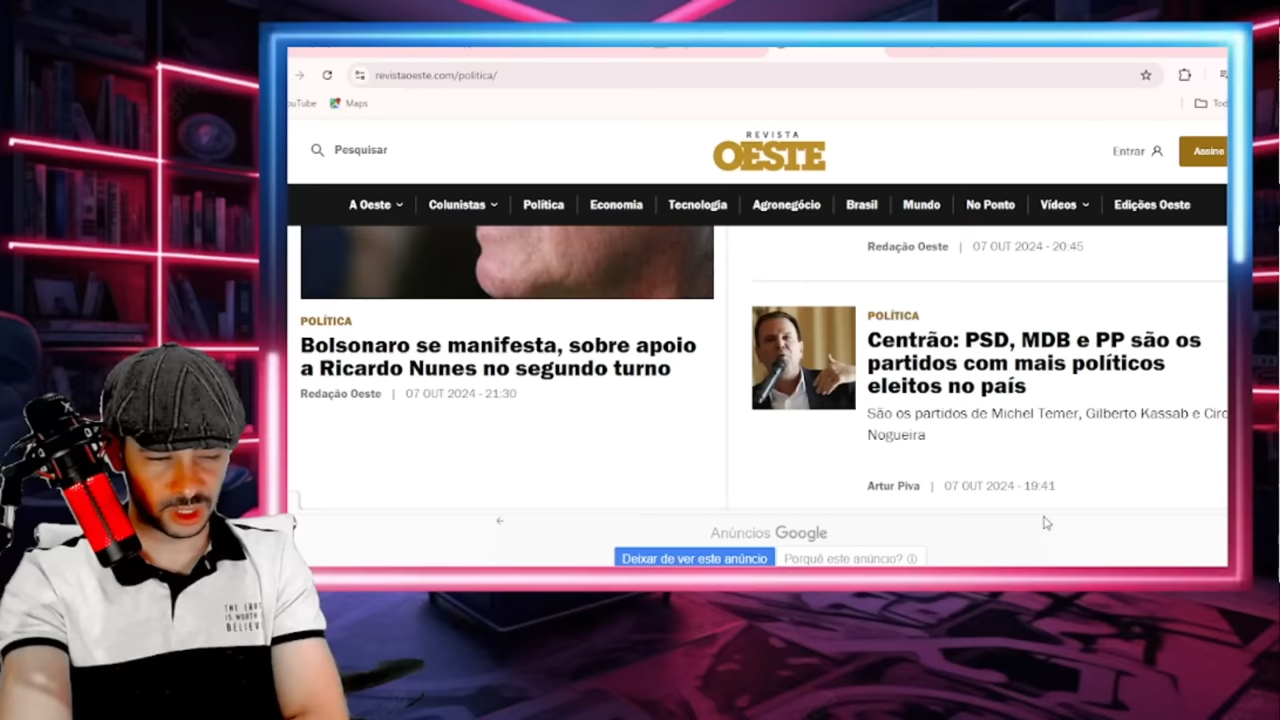 revistaoeste.com/politica/
Maps
Pesquisar
REVISTA
OESTE
Entrar
Assine
A Oeste
Colunistas
Política
Economia
Tecnologia
Agronegócio
Brasil
Mundo
No Ponto
Vídeos
Edições Oeste
POLÍTICA
Bolsonaro se manifesta, sobre apoio
a Ricardo Nunes no segundo turno
Redação Oeste | 07 OUT 2024 - 21:30
Redação Oeste | 07 OUT 2024 - 20:45
POLÍTICA
Centrão: PSD, MDB e PP são os
partidos com mais políticos
eleitos no país
São os partidos de Michel Temer, Gilberto Kassab e Ciro
Nogueira
Artur Piva | 07 OUT 2024 - 19:41
Anúncios Google
Deixar de ver este anúncio
Porquê este anúncio?
BELIEVE